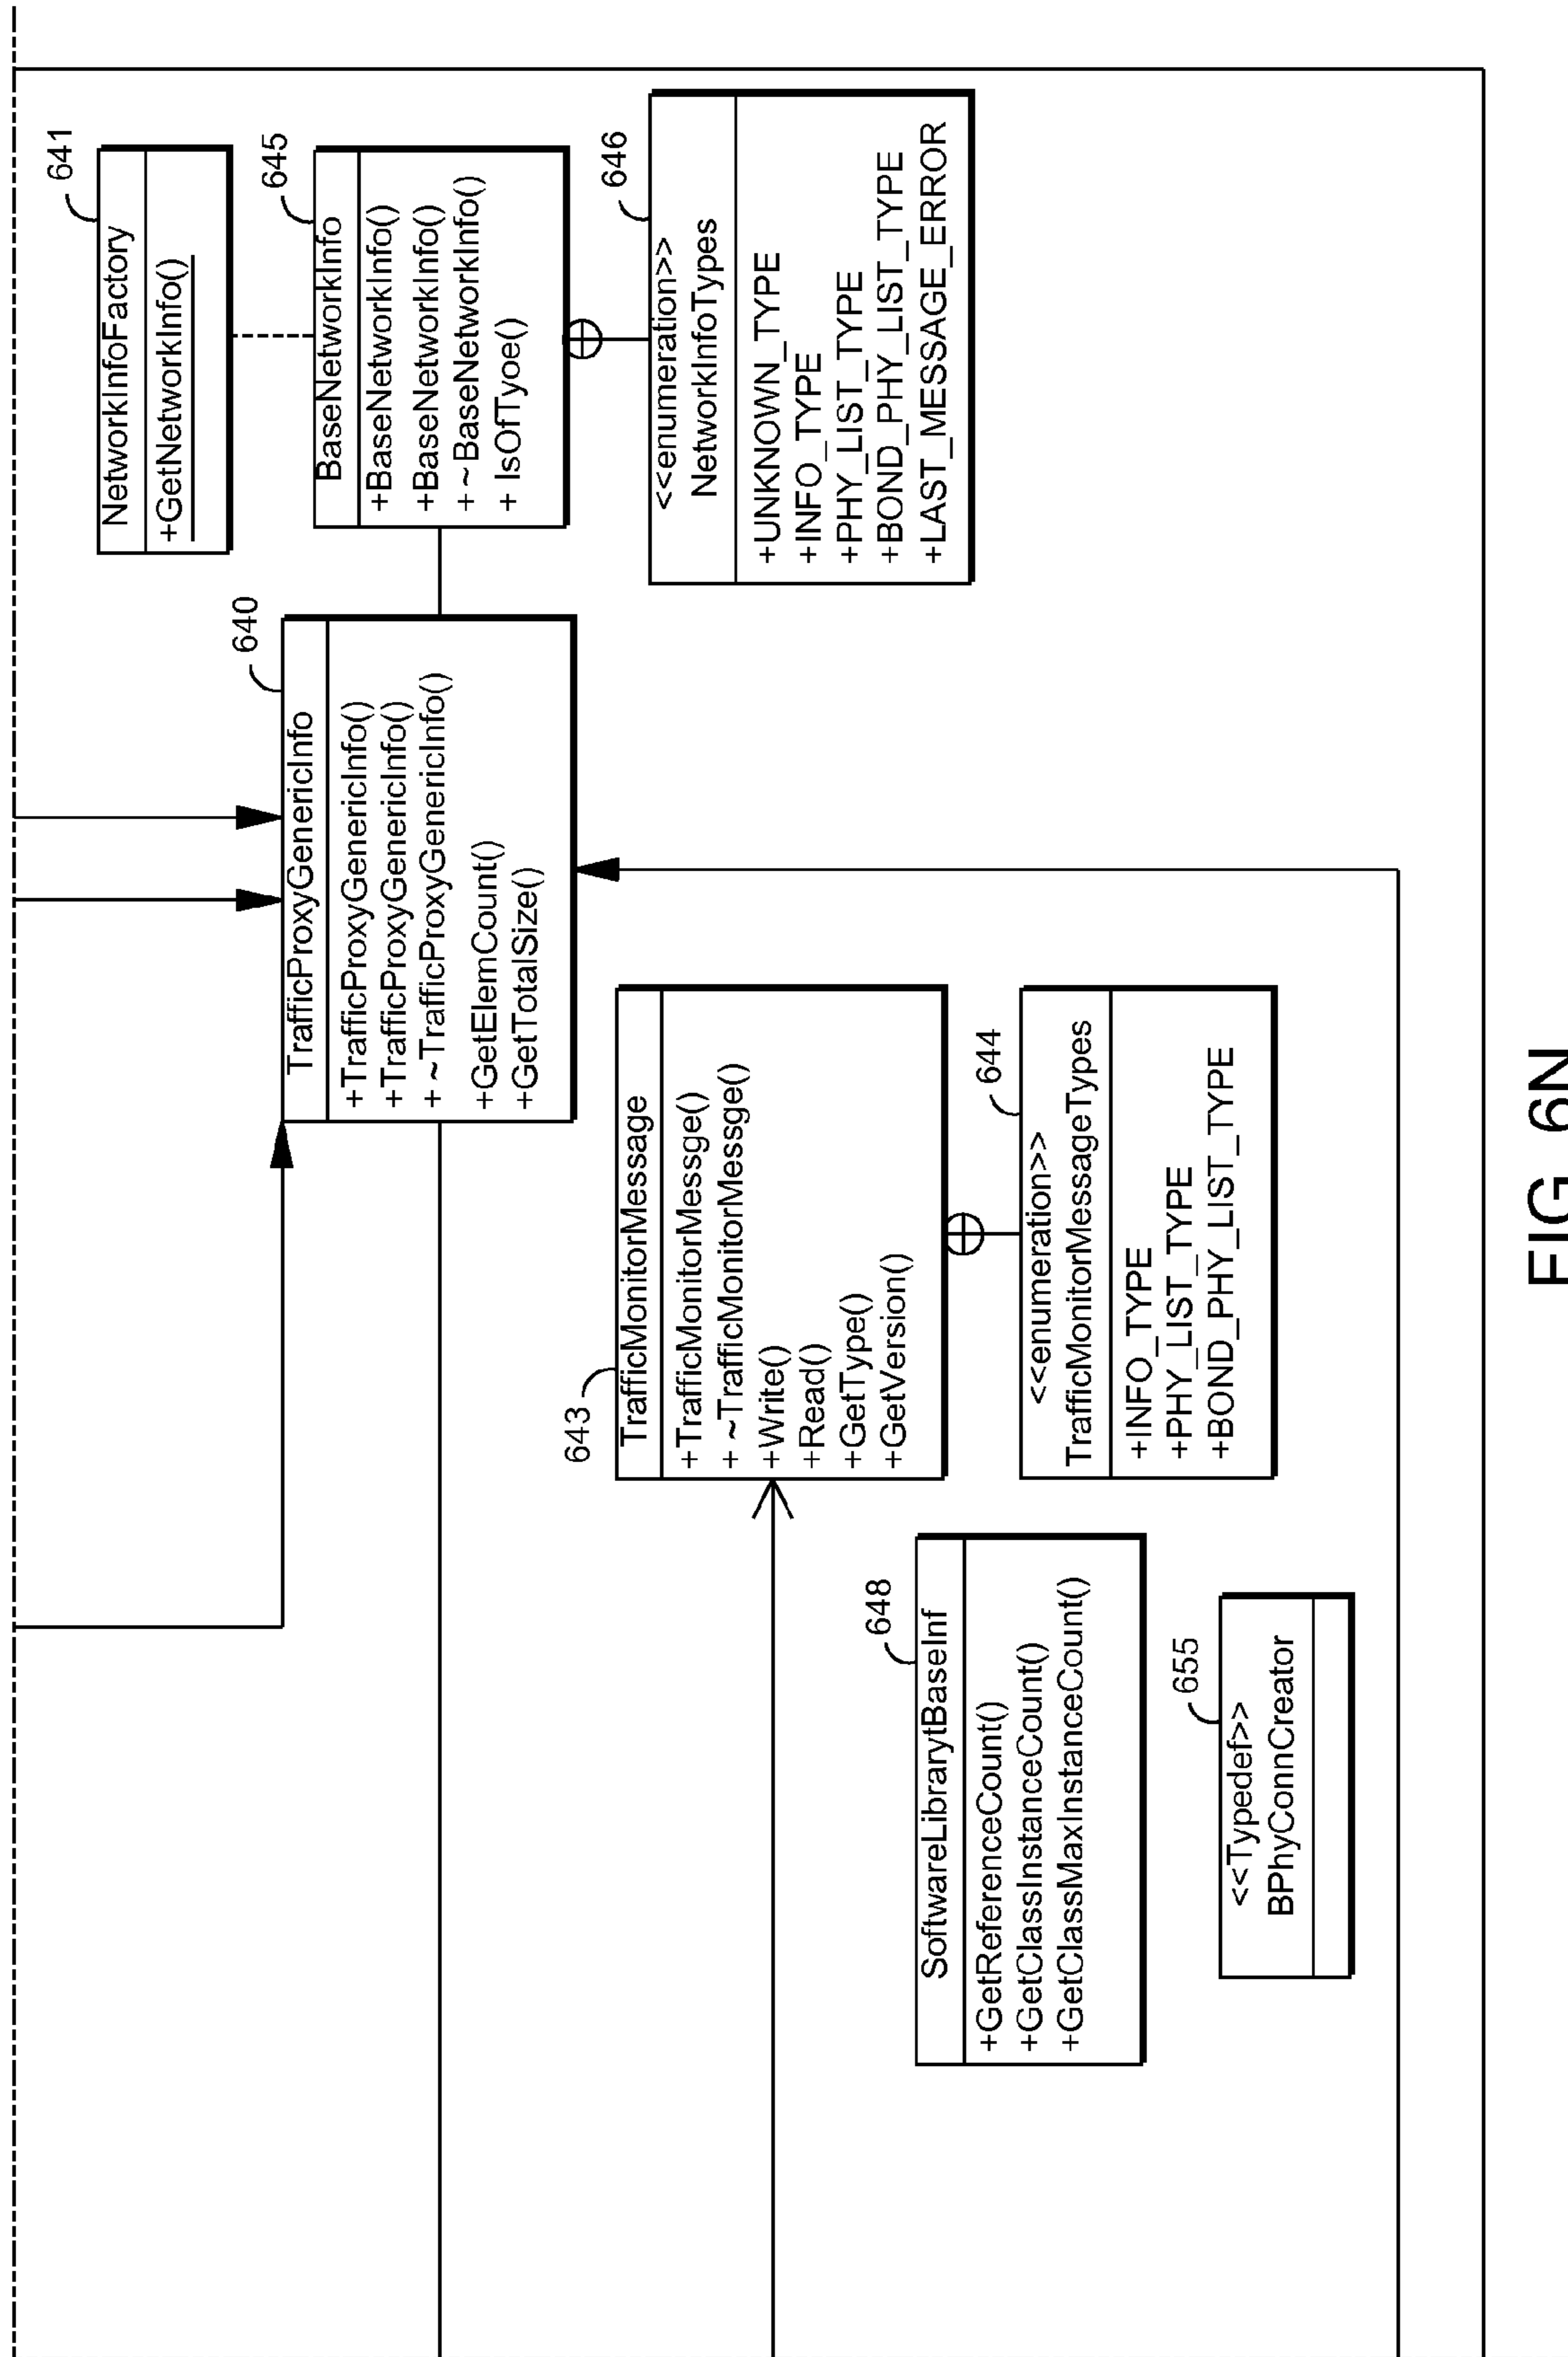 641
NetworkInfoFactory
+GetNetworkInfo()
645
BaseNetworkInfo
+BaseNetworkInfo()
+BaseNetworkInfo()
+ ~BaseNetworkInfo()
+ IsOfTyoe()
646
<<enumeration>>
NetworkInfoTypes
+UNKNOWN_TYPE
+INFO_TYPE
+PHY_LIST_TYPE
+BOND_PHY_LIST_TYPE
+LAST_MESSAGE_ERROR
640
TrafficProxyGenericInfo
+TrafficProxyGenericInfo()
+TrafficProxyGenericInfo()
+ ~TrafficProxyGenericInfo()
+GetElemCount()
+GetTotalSize()
643
TrafficMonitorMessage
+TrafficMonitorMessge()
+ ~TrafficMonitorMessge()
+Write()
+Read()
+GetType()
+GetVersion()
644
<<enumeration>>
TrafficMonitorMessageTypes
+INFO_TYPE
+PHY_LIST_TYPE
+BOND_PHY_LIST_TYPE
648
SoftwareLibrarytBaseInf
+GetReferenceCount()
+GetClassInstanceCount()
+GetClassMaxInstanceCount()
655
<<Typedef>>
BPhyConnCreator
FIG 6N